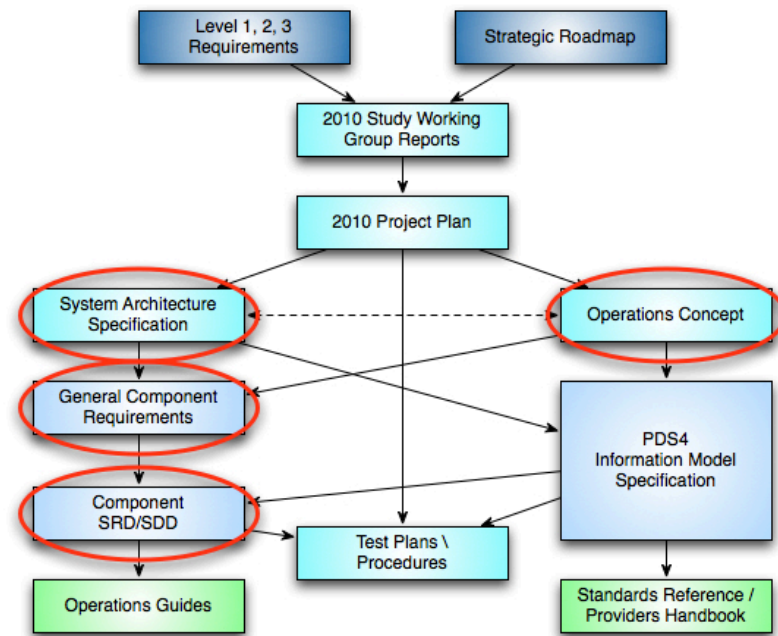 Level 1, 2, 3
Requirements
Strategic Roadmap
2010 Study Working
Group Reports
2010 Project Plan
System Architecture
Specification
Operations Concept
General Component
Requirements
PDS4
Information Model
Specification
Component
SRD/SDD
Test Plans \
Procedures
Operations Guides
Standards Reference /
Providers Handbook